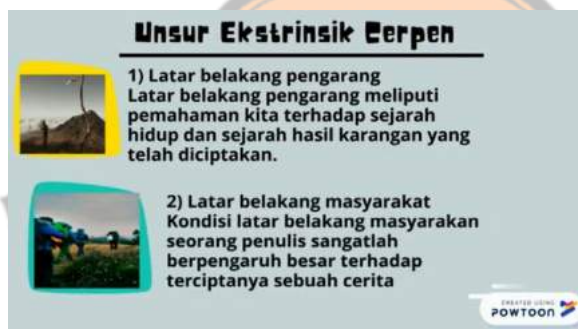 Unsur Ekstrinsik Cerpen
1) Latar belakang pengarang
Latar belakang pengarang meliputi
pemahaman kita terhadap sejarah
hidup dan sejarah hasil karangan yang
telah diciptakan.
2) Latar belakang masyarakat
Kondisi latar belakang masyarakan
seorang penulis sangatlah
berpengaruh besar terhadap
terciptanya sebuah cerita
CREATED USING
POWTOON